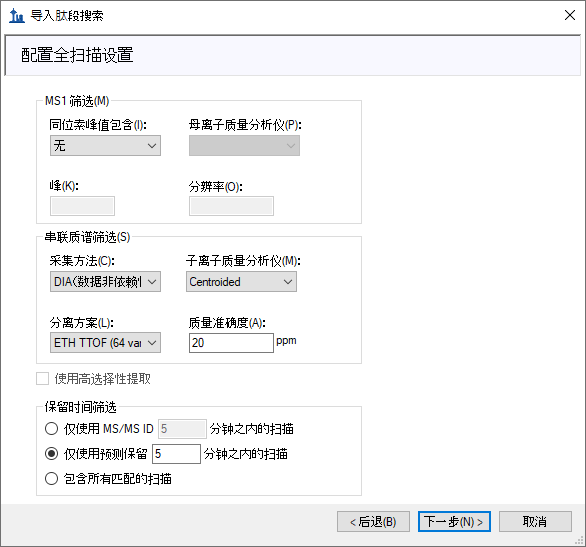 导入肽段搜索
配置全扫描设置
MS1 筛选(M)
同位素峰值包含(I): 母离子质量分析仪(P):
无
峰(K): 分辨率(O):
串联质谱筛选(S)
采集方法(C): 子离子质量分析仪(M):
DIA(数据非依赖 Centroided
分离方案(L): 质量准确度(A):
ETH TTOF (64 var 20 ppm
使用高选择性提取
保留时间筛选
仅使用 MS/MS ID 5 分钟之内的扫描
仅使用预测保留 5 分钟之内的扫描
包含所有匹配的扫描
< 后退(B) 下一步(N) > 取消